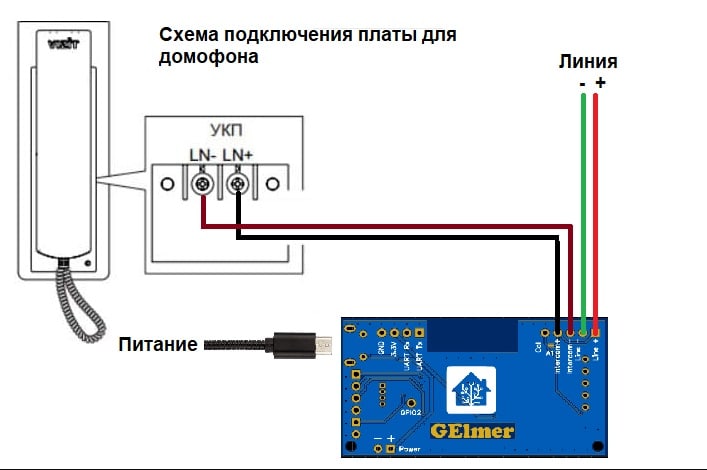 Схема подключения платы для
домофона
Линия
- +
VIZIT
УКП
LN- LN+
Питание
GND
3.3V
UART Rx
UART Tx
Col
Intercom+
Intercom-
Line -
Line +
GPIO2
GElmer
- + Power